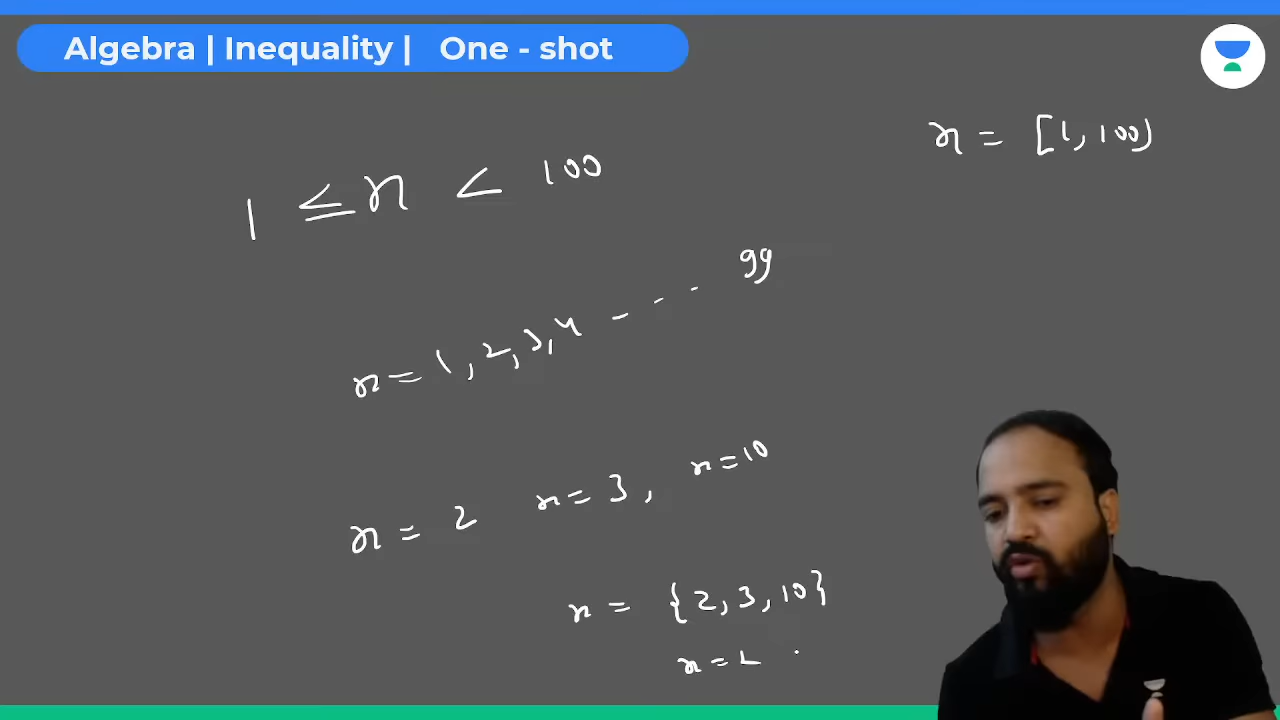 Algebra | Inequality | One - shot
x = [1, 100)
1 ≤ x < 100
x = 1, 2, 3, 4 - - - 99
x = 2 x = 3, x = 10
x = {2, 3, 10}
x =